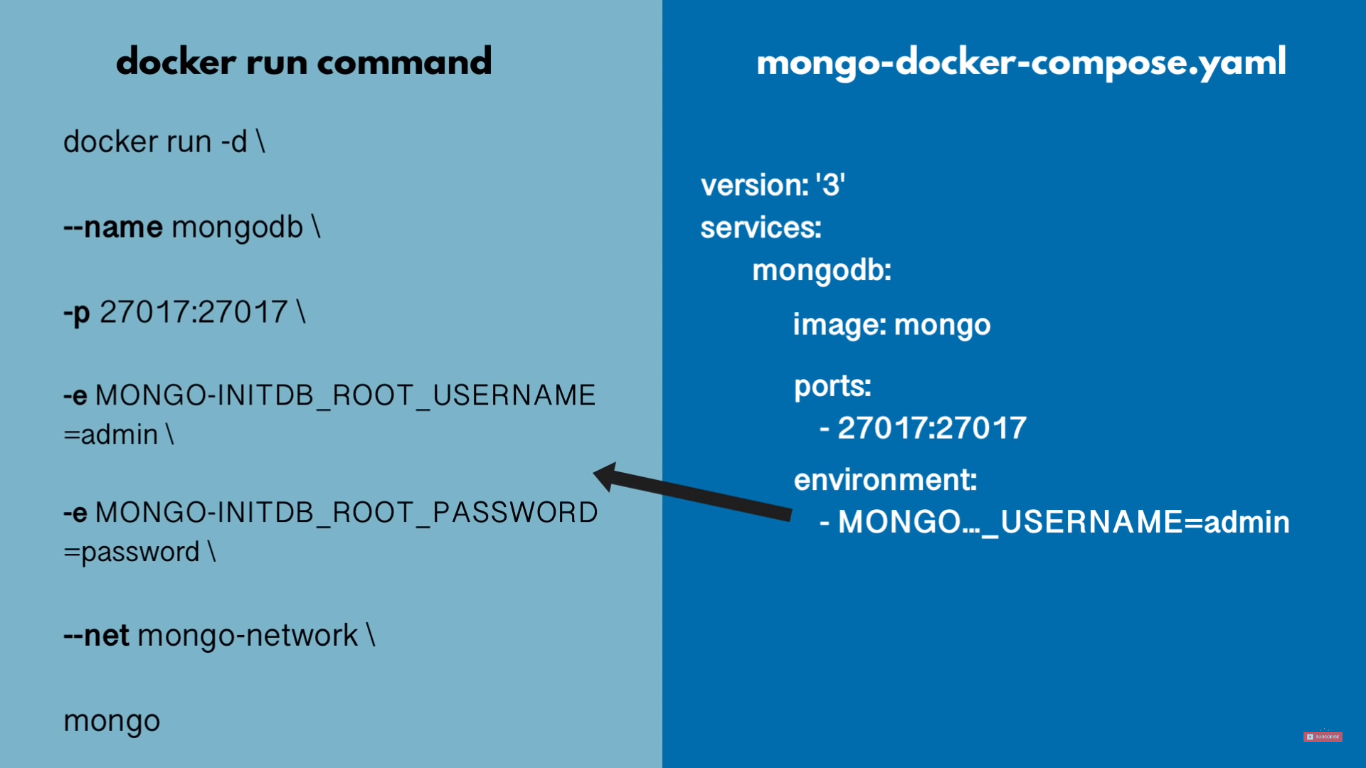 docker run command
docker run -d \
--name mongodb \
-p 27017:27017 \
-e MONGO-INITDB_ROOT_USERNAME
=admin \
-e MONGO-INITDB_ROOT_PASSWORD
=password \
--net mongo-network \
mongo
mongo-docker-compose.yaml
version: '3'
services:
mongodb:
image: mongo
ports:
- 27017:27017
environment:
- MONGO..._USERNAME=admin
SUBSCRIBE